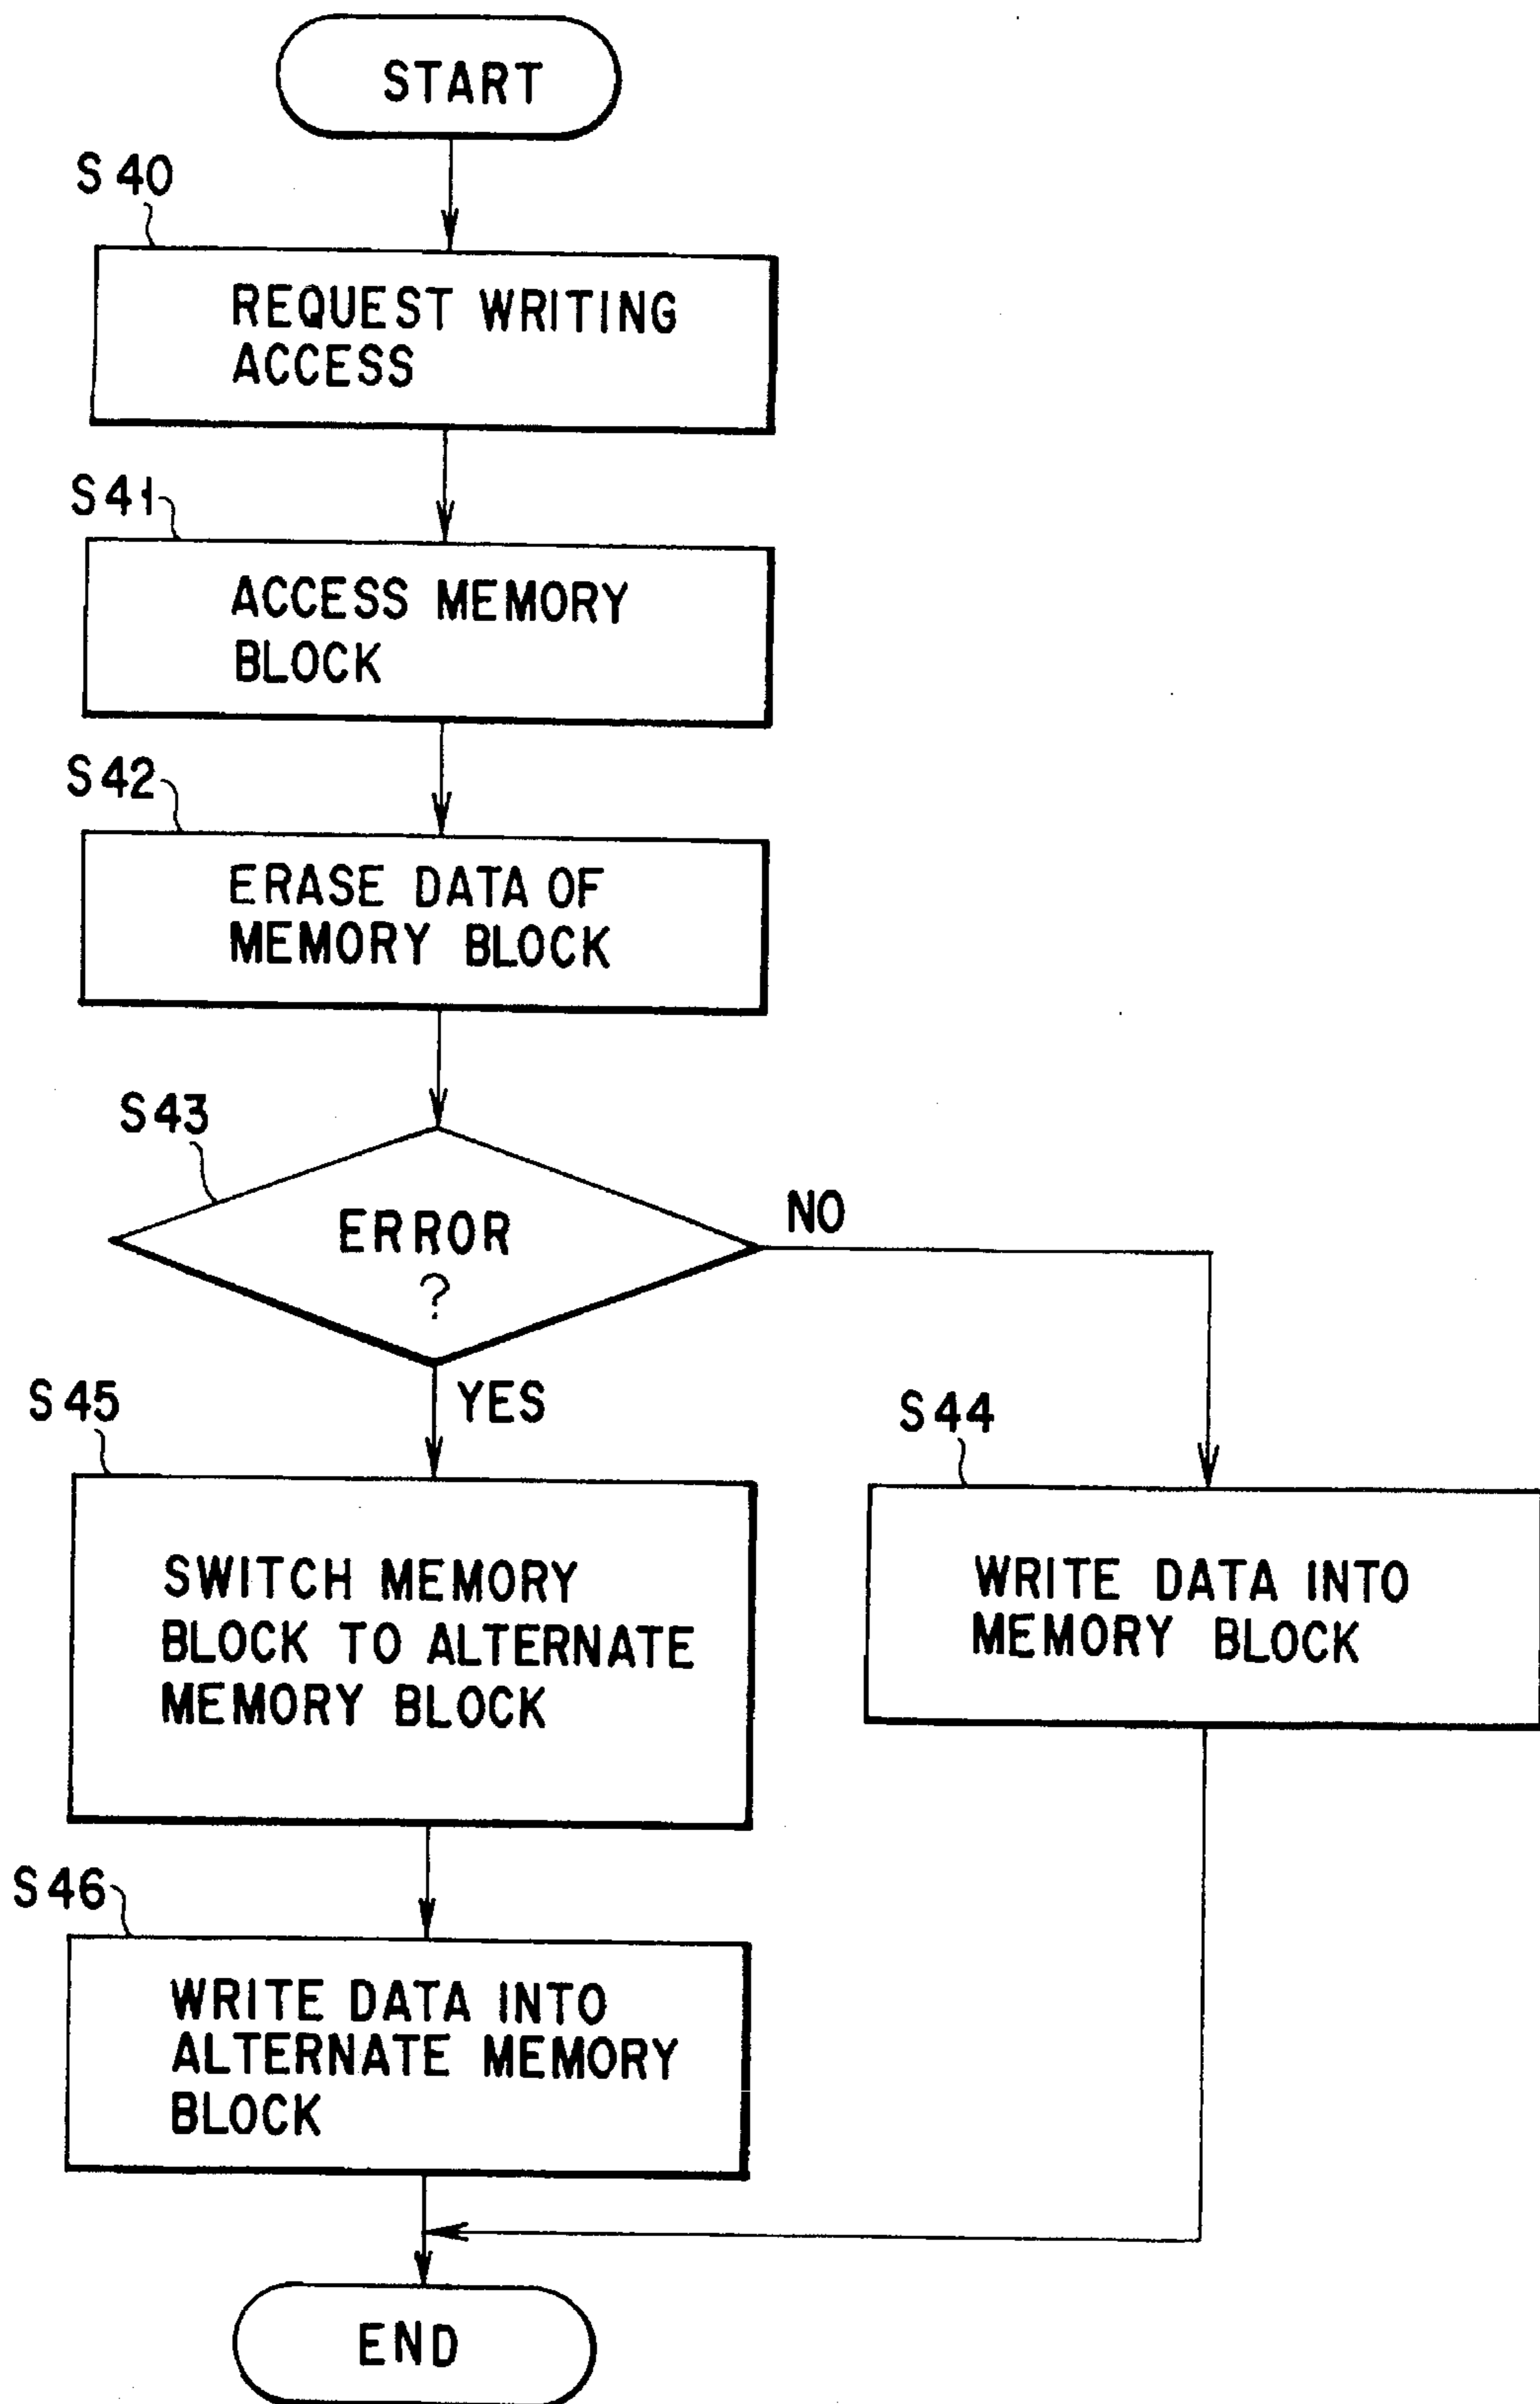 START
S40
REQUEST WRITING
ACCESS
S41
ACCESS MEMORY
BLOCK
S42
ERASE DATA OF
MEMORY BLOCK
S43
ERROR
?
NO
YES
S45
SWITCH MEMORY
BLOCK TO ALTERNATE
MEMORY BLOCK
S44
WRITE DATA INTO
MEMORY BLOCK
S46
WRITE DATA INTO
ALTERNATE MEMORY
BLOCK
END